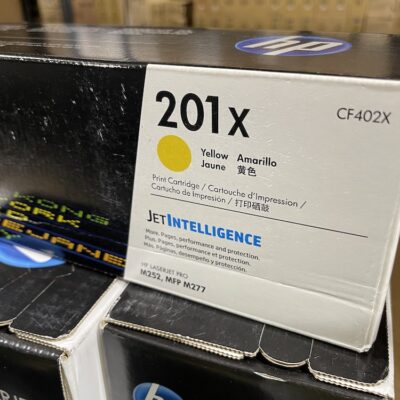 hp
201x
CF402X
Yellow Amarillo
Jaune 黄色
Print Cartridge / Cartouche d'Impression /
Cartucho de Impresión / 打印硒鼓
JETINTELLIGENCE
More. Pages, performance and protection.
Plus. Pages, performance et protection.
Más. Páginas, desempeño y protección.
HP LASERJET PRO
M252, MFP M277
KONG
hp